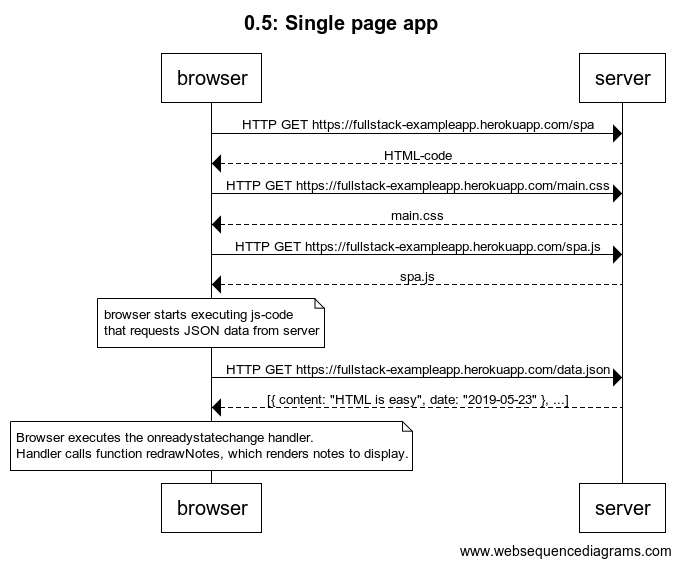 0.5: Single page app
browser
server
HTTP GET https://fullstack-exampleapp.herokuapp.com/spa
HTML-code
HTTP GET https://fullstack-exampleapp.herokuapp.com/main.css
main.css
HTTP GET https://fullstack-exampleapp.herokuapp.com/spa.js
spa.js
browser starts executing js-code
that requests JSON data from server
HTTP GET https://fullstack-exampleapp.herokuapp.com/data.json
[{ content: "HTML is easy", date: "2019-05-23" }, ...]
Browser executes the onreadystatechange handler.
Handler calls function redrawNotes, which renders notes to display.
browser
server
www.websequencediagrams.com